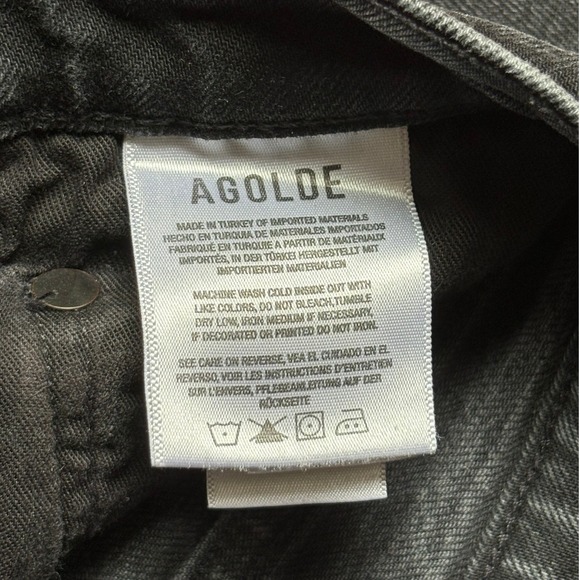 AGOLDE
MADE IN TURKEY OF IMPORTED MATERIALS
HECHO EN TURQUIA DE MATERIALES IMPORTADOS
FABRIQUÉ EN TURQUIE A PARTIR DE MATÉRIAUX
IMPORTÉS, IN DER TÜRKEI HERGESTELLT MIT
IMPORTIERTEN MATERIALIEN
MACHINE WASH COLD INSIDE OUT WITH
LIKE COLORS, DO NOT BLEACH,TUMBLE
DRY LOW, IRON MEDIUM IF NECESSARY,
IF DECORATED OR PRINTED DO NOT IRON.
SEE CARE ON REVERSE, VEA EL CUIDADO EN EL
REVERSO, VOIR LES INSTRUCTIONS D'ENTRETIEN
SUR L'ENVERS, PFLEGEANLEITUNG AUF DER
RÜCKSEITE